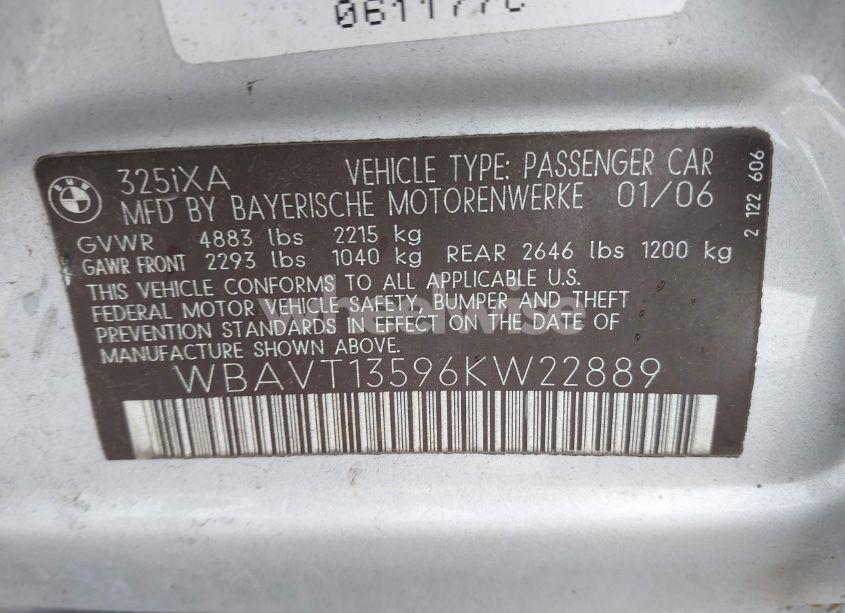 325iXA VEHICLE TYPE: PASSENGER CAR
MFD BY BAYERISCHE MOTORENWERKE 01/06
GVWR 4883 lbs 2215 kg
GAWR FRONT 2293 lbs 1040 kg REAR 2646 lbs 1200 kg
THIS VEHICLE CONFORMS TO ALL APPLICABLE U.S.
FEDERAL MOTOR VEHICLE SAFETY, BUMPER AND THEFT
PREVENTION STANDARDS IN EFFECT ON THE DATE OF
MANUFACTURE SHOWN ABOVE.
WBAVT13596KW22889
2 122 606
BMW
wheelwise